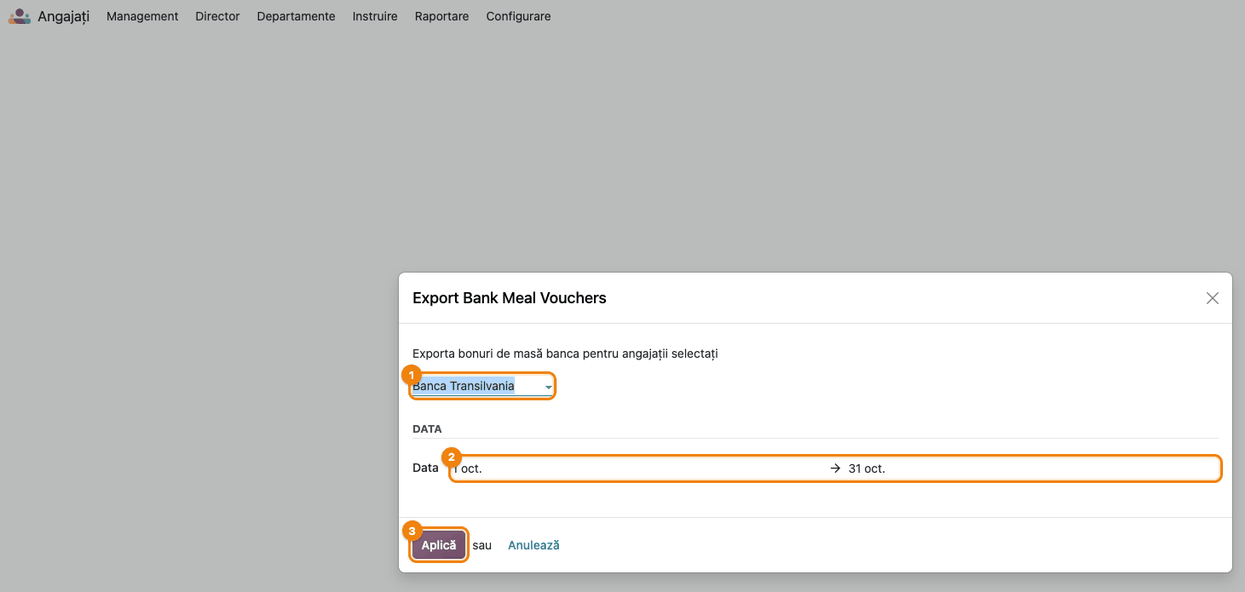 Angajați Management Director Departamente Instruire Raportare Configurare
Export Bank Meal Vouchers
Exporta bonuri de masă banca pentru angajații selectați
1
Banca Transilvania
DATA
2
Data 1 oct. → 31 oct.
3
Aplică sau Anulează